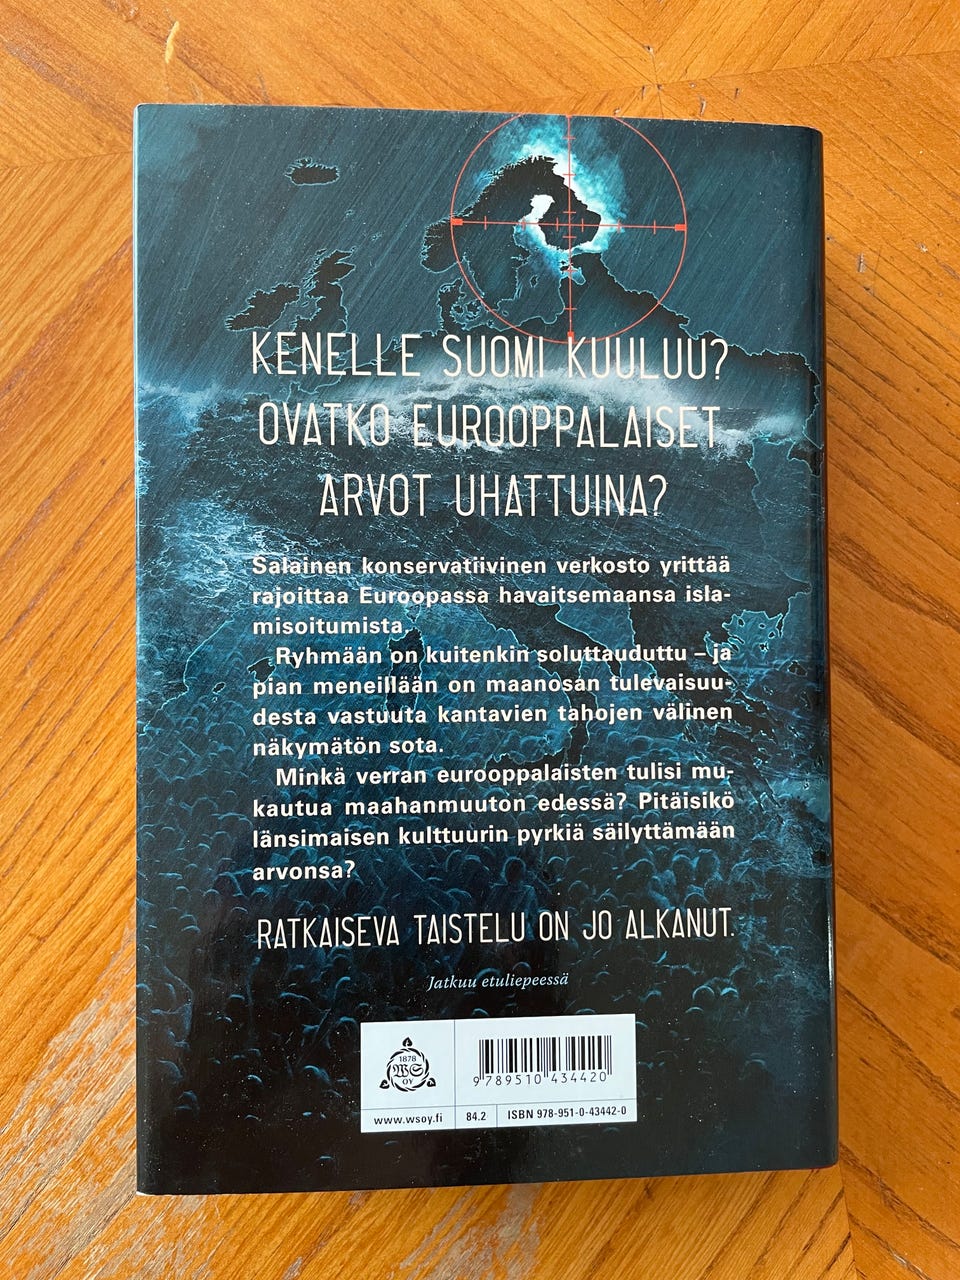 KENELLE SUOMI KUULUU?
OVATKO EUROOPPALAISET
ARVOT UHATTUINA?
Salainen konservatiivinen verkosto yrittää
rajoittaa Euroopassa havaitsemaansa isla-
misoitumista.
Ryhmään on kuitenkin soluttauduttu – ja
pian meneillään on maanosan tulevaisuu-
desta vastuuta kantavien tahojen välinen
näkymätön sota.
Minkä verran eurooppalaisten tulisi mu-
kautua maahanmuuton edessä? Pitäisikö
länsimaisen kulttuurin pyrkiä säilyttämään
arvonsa?
RATKAISEVA TAISTELU ON JO ALKANUT.
Jatkuu etuliepeessä
1878
WS
OY
9 789510 434420
www.wsoy.fi
84.2
ISBN 978-951-0-43442-0